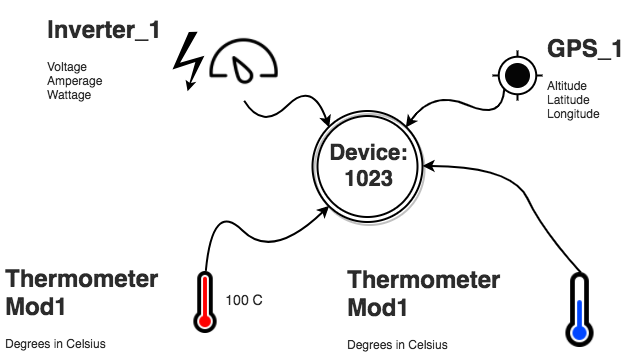 Inverter_1
Voltage
Amperage
Wattage
GPS_1
Altitude
Latitude
Longitude
Device:
1023
Thermometer
Mod1
100 C
Degrees in Celsius
Thermometer
Mod1
Degrees in Celsius